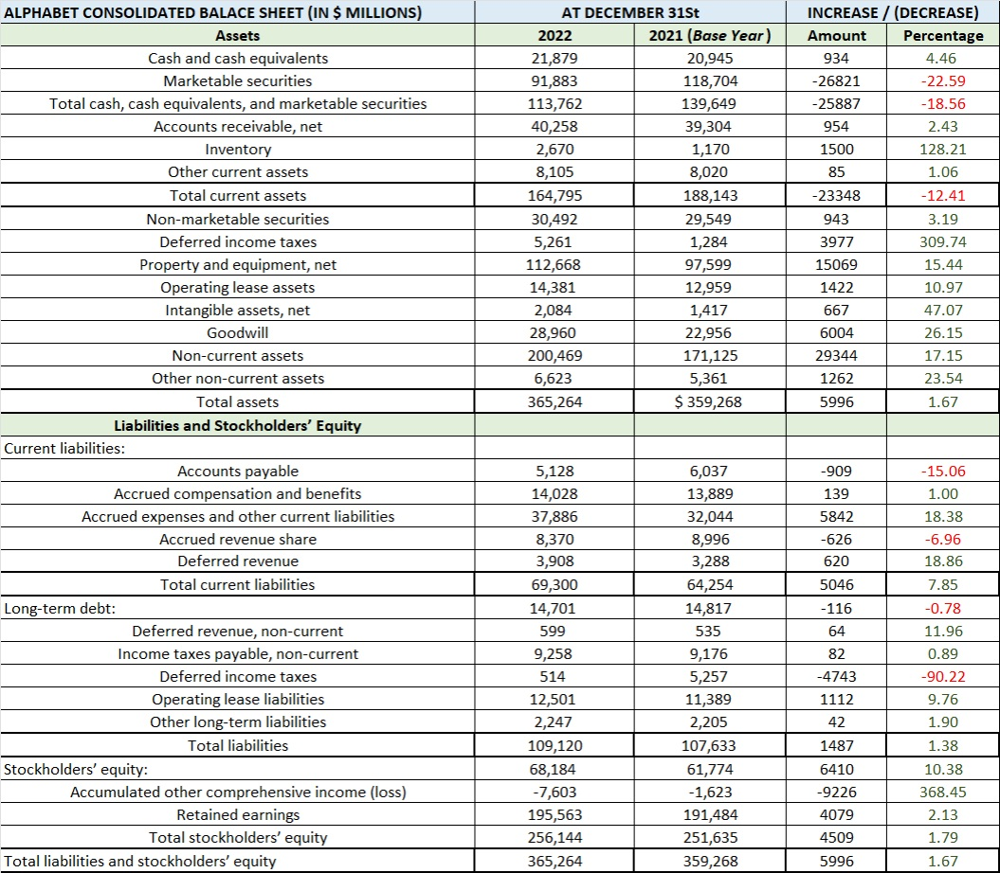 ALPHABET CONSOLIDATED BALACE SHEET (IN $ MILLIONS) AT DECEMBER 31St INCREASE / (DECREASE)
Assets 2022 2021 (Base Year) Amount Percentage
Cash and cash equivalents 21,879 20,945 934 4.46
Marketable securities 91,883 118,704 -26821 -22.59
Total cash, cash equivalents, and marketable securities 113,762 139,649 -25887 -18.56
Accounts receivable, net 40,258 39,304 954 2.43
Inventory 2,670 1,170 1500 128.21
Other current assets 8,105 8,020 85 1.06
Total current assets 164,795 188,143 -23348 -12.41
Non-marketable securities 30,492 29,549 943 3.19
Deferred income taxes 5,261 1,284 3977 309.74
Property and equipment, net 112,668 97,599 15069 15.44
Operating lease assets 14,381 12,959 1422 10.97
Intangible assets, net 2,084 1,417 667 47.07
Goodwill 28,960 22,956 6004 26.15
Non-current assets 200,469 171,125 29344 17.15
Other non-current assets 6,623 5,361 1262 23.54
Total assets 365,264 $ 359,268 5996 1.67
Liabilities and Stockholders’ Equity
Current liabilities:
Accounts payable 5,128 6,037 -909 -15.06
Accrued compensation and benefits 14,028 13,889 139 1.00
Accrued expenses and other current liabilities 37,886 32,044 5842 18.38
Accrued revenue share 8,370 8,996 -626 -6.96
Deferred revenue 3,908 3,288 620 18.86
Total current liabilities 69,300 64,254 5046 7.85
Long-term debt: 14,701 14,817 -116 -0.78
Deferred revenue, non-current 599 535 64 11.96
Income taxes payable, non-current 9,258 9,176 82 0.89
Deferred income taxes 514 5,257 -4743 -90.22
Operating lease liabilities 12,501 11,389 1112 9.76
Other long-term liabilities 2,247 2,205 42 1.90
Total liabilities 109,120 107,633 1487 1.38
Stockholders’ equity: 68,184 61,774 6410 10.38
Accumulated other comprehensive income (loss) -7,603 -1,623 -9226 368.45
Retained earnings 195,563 191,484 4079 2.13
Total stockholders’ equity 256,144 251,635 4509 1.79
Total liabilities and stockholders’ equity 365,264 359,268 5996 1.67